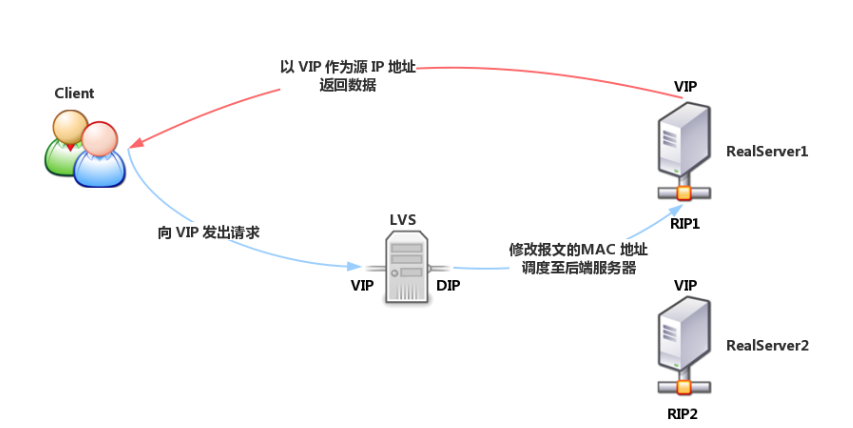 以 VIP 作为源 IP 地址
返回数据
VIP
Client
RealServer1
LVS
RIP1
向 VIP 发出请求
修改报文的MAC 地址
调度至后端服务器
VIP
DIP
VIP
RealServer2
RIP2